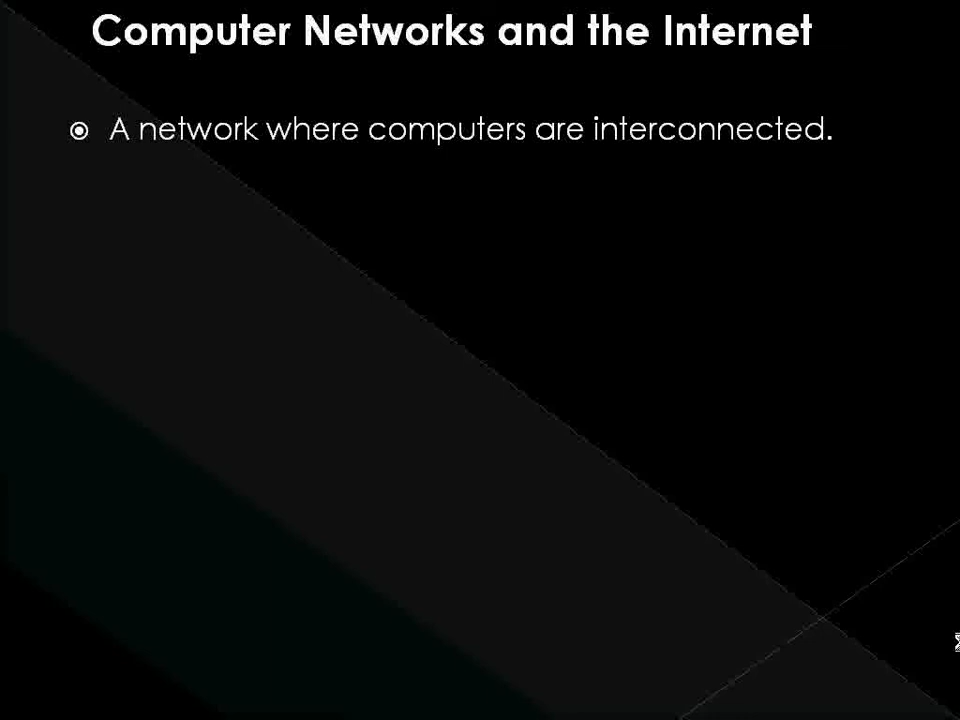 Computer Networks and the Internet
A network where computers are interconnected.